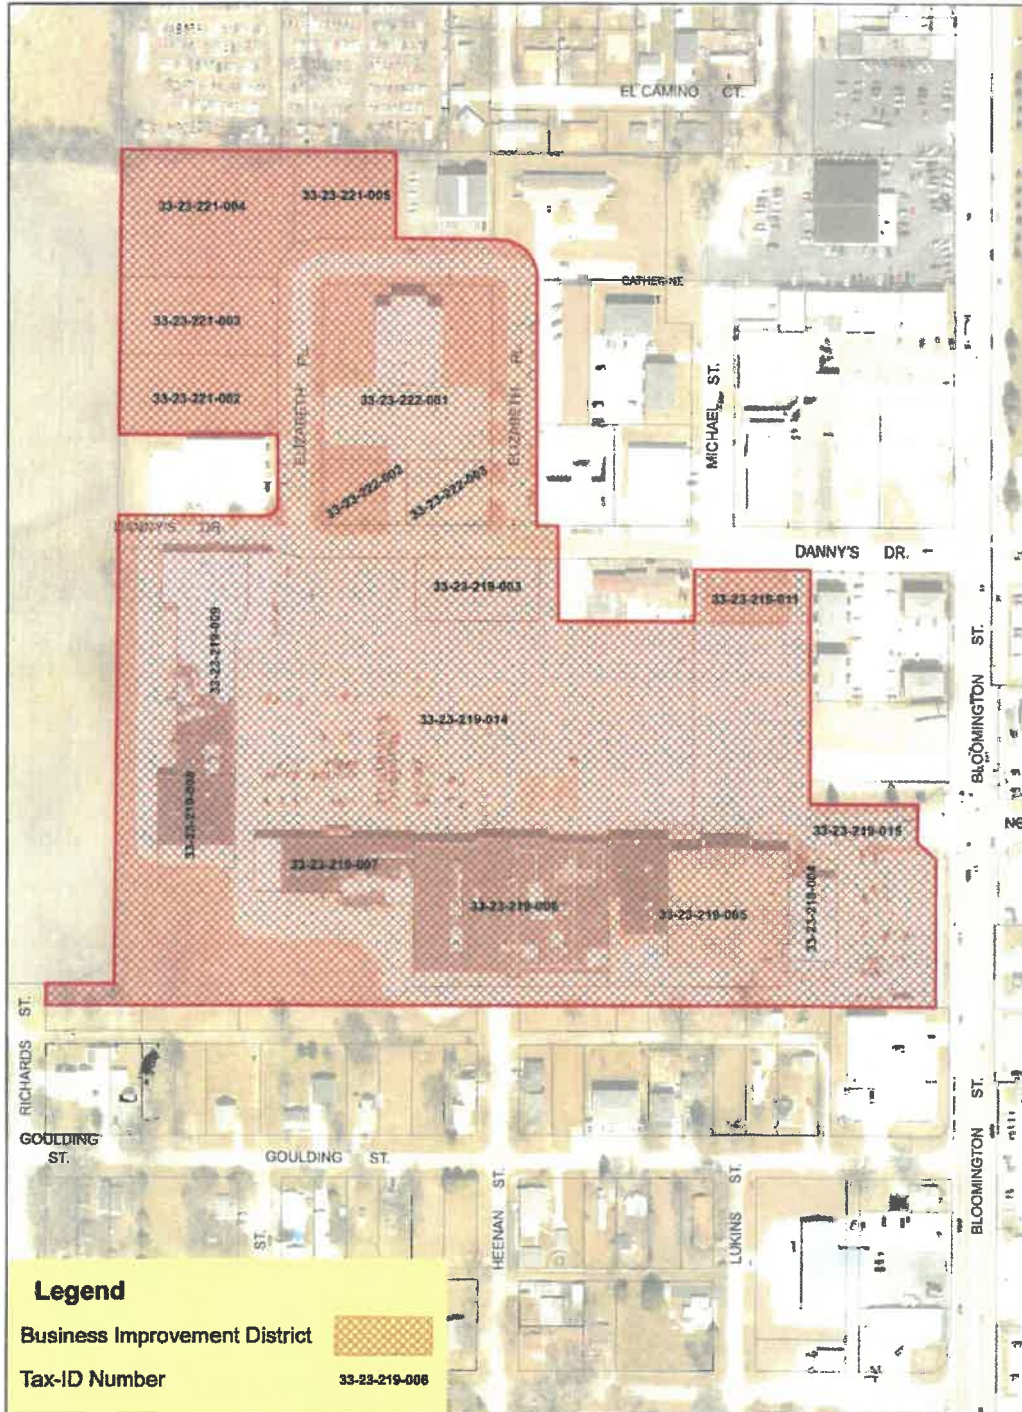 EL CAMINO CT.
33-23-221-004
33-23-221-005
CATHERINE
ST
33-23-221-003
33-23-221-002
ELIZABETH PL.
33-23-222-001
ELIZABETH PL.
MICHAEL ST.
33-23-222-002
33-23-222-003
DANNY'S DR.
DANNY'S DR.
33-23-219-003
33-23-219-011
33-23-219-009
BLOOMINGTON ST.
33-23-219-014
33-23-219-008
33-23-219-015
33-23-219-007
33-23-219-006
33-23-219-005
33-23-219-004
RICHARDS ST.
GOULDING
ST.
GOULDING ST.
ST.
HEENAN ST.
LUKINS ST.
BLOOMINGTON ST.
Legend
Business Improvement District
Tax-ID Number
33-23-219-006